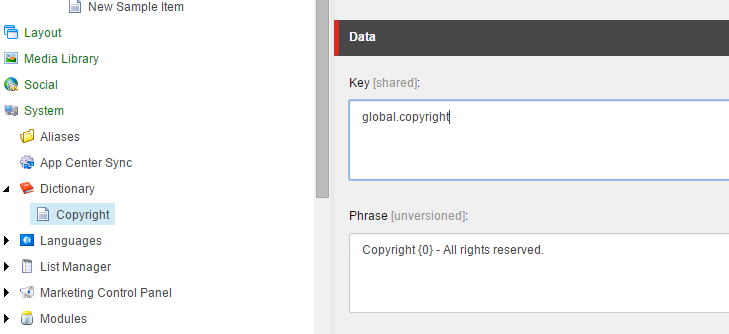 New Sample Item
Layout
Media Library
Social
System
Aliases
App Center Sync
Dictionary
Copyright
Languages
List Manager
Marketing Control Panel
Modules
Data
Key [shared]:
global.copyright
Phrase [unversioned]:
Copyright {0} - All rights reserved.